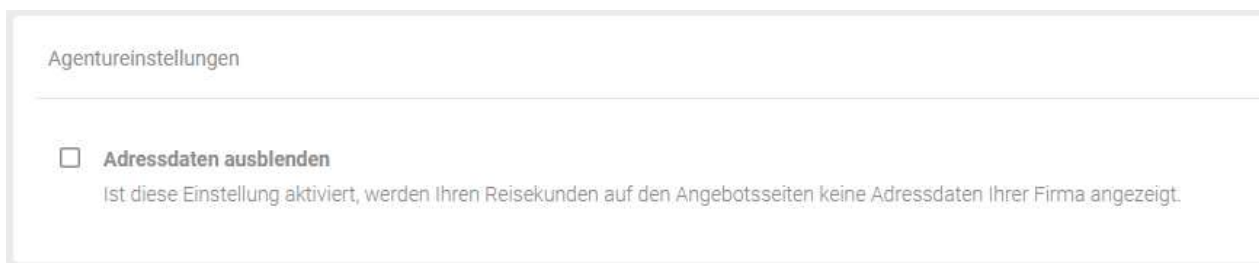 Agentureinstellungen
Adressdaten ausblenden
Ist diese Einstellung aktiviert, werden Ihren Reisekunden auf den Angebotsseiten keine Adressdaten Ihrer Firma angezeigt.